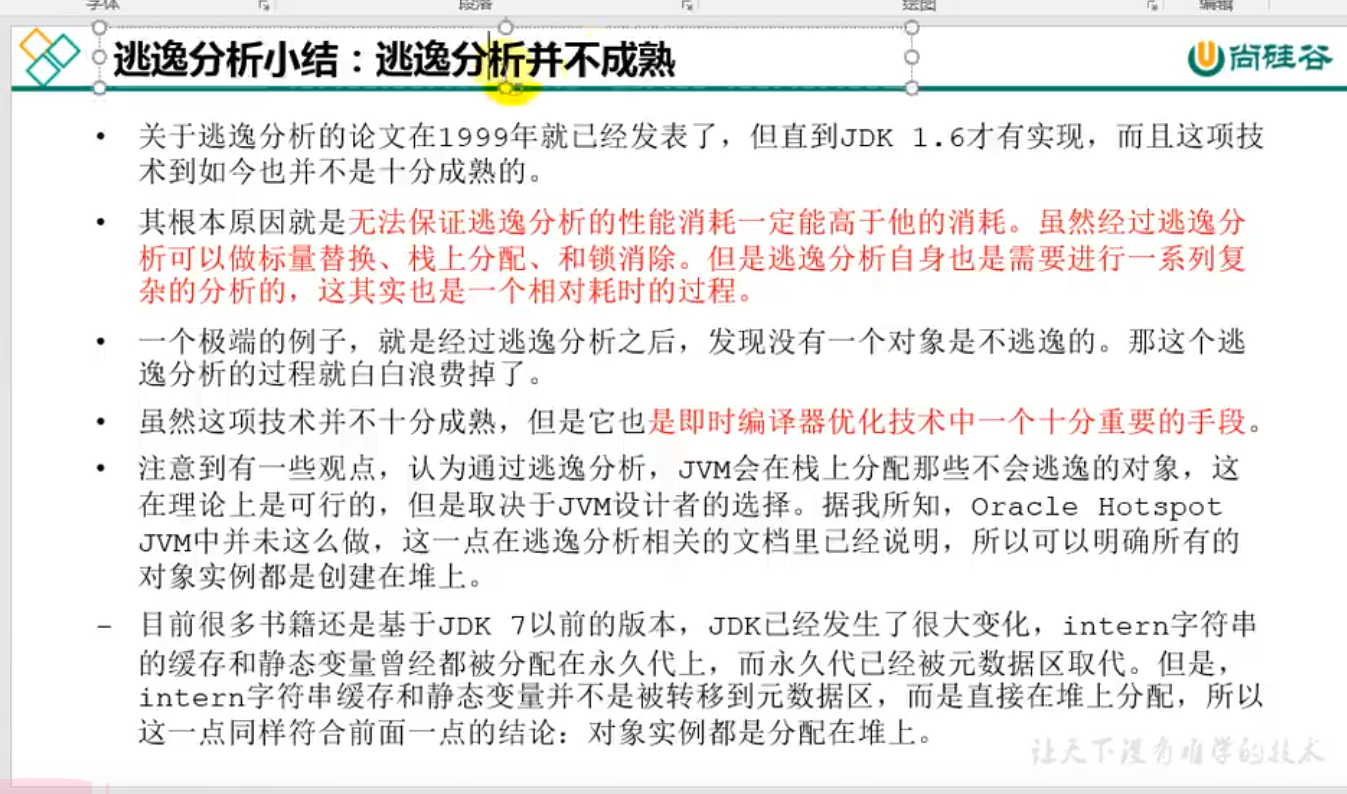 字体
段落
绘图
编辑
逃逸分析小结：逃逸分析并不成熟
尚硅谷
• 关于逃逸分析的论文在1999年就已经发表了，但直到JDK 1.6才有实现，而且这项技
术到如今也并不是十分成熟的。
• 其根本原因就是无法保证逃逸分析的性能消耗一定能高于他的消耗。虽然经过逃逸分
析可以做标量替换、栈上分配、和锁消除。但是逃逸分析自身也是需要进行一系列复
杂的分析的，这其实也是一个相对耗时的过程。
• 一个极端的例子，就是经过逃逸分析之后，发现没有一个对象是不逃逸的。那这个逃
逸分析的过程就白白浪费掉了。
• 虽然这项技术并不十分成熟，但是它也是即时编译器优化技术中一个十分重要的手段。
• 注意到有一些观点，认为通过逃逸分析，JVM会在栈上分配那些不会逃逸的对象，这
在理论上是可行的，但是取决于JVM设计者的选择。据我所知，Oracle Hotspot
JVM中并未这么做，这一点在逃逸分析相关的文档里已经说明，所以可以明确所有的
对象实例都是创建在堆上。
– 目前很多书籍还是基于JDK 7以前的版本，JDK已经发生了很大变化，intern字符串
的缓存和静态变量曾经都被分配在永久代上，而永久代已经被元数据区取代。但是，
intern字符串缓存和静态变量并不是被转移到元数据区，而是直接在堆上分配，所以
这一点同样符合前面一点的结论：对象实例都是分配在堆上。
让天下没有难学的技术